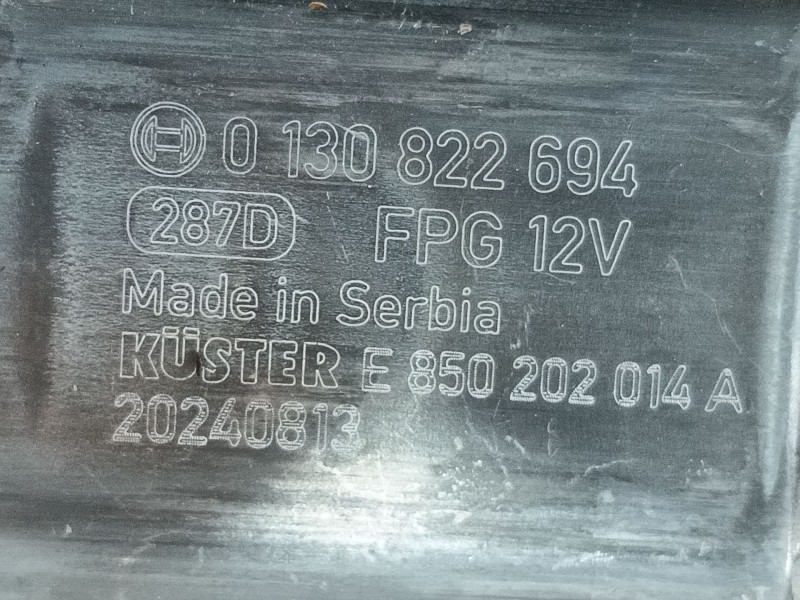 0 130 822 694
287D FPG 12V
Made in Serbia
KÜSTER E 850 202 014 A
20240813